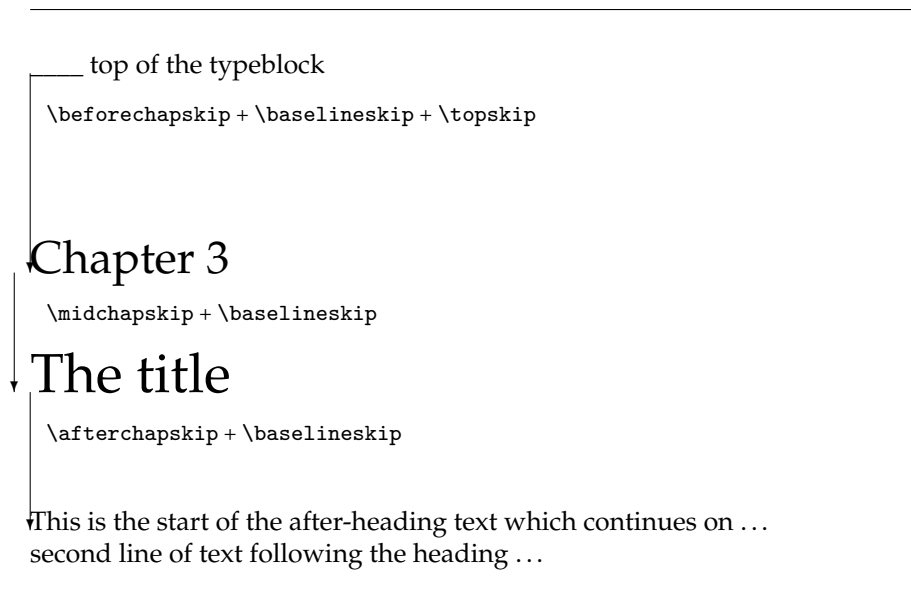 ____ top of the typeblock
\beforechapskip + \baselineskip + \topskip
Chapter 3
\midchapskip + \baselineskip
The title
\afterchapskip + \baselineskip
This is the start of the after-heading text which continues on ...
second line of text following the heading ...